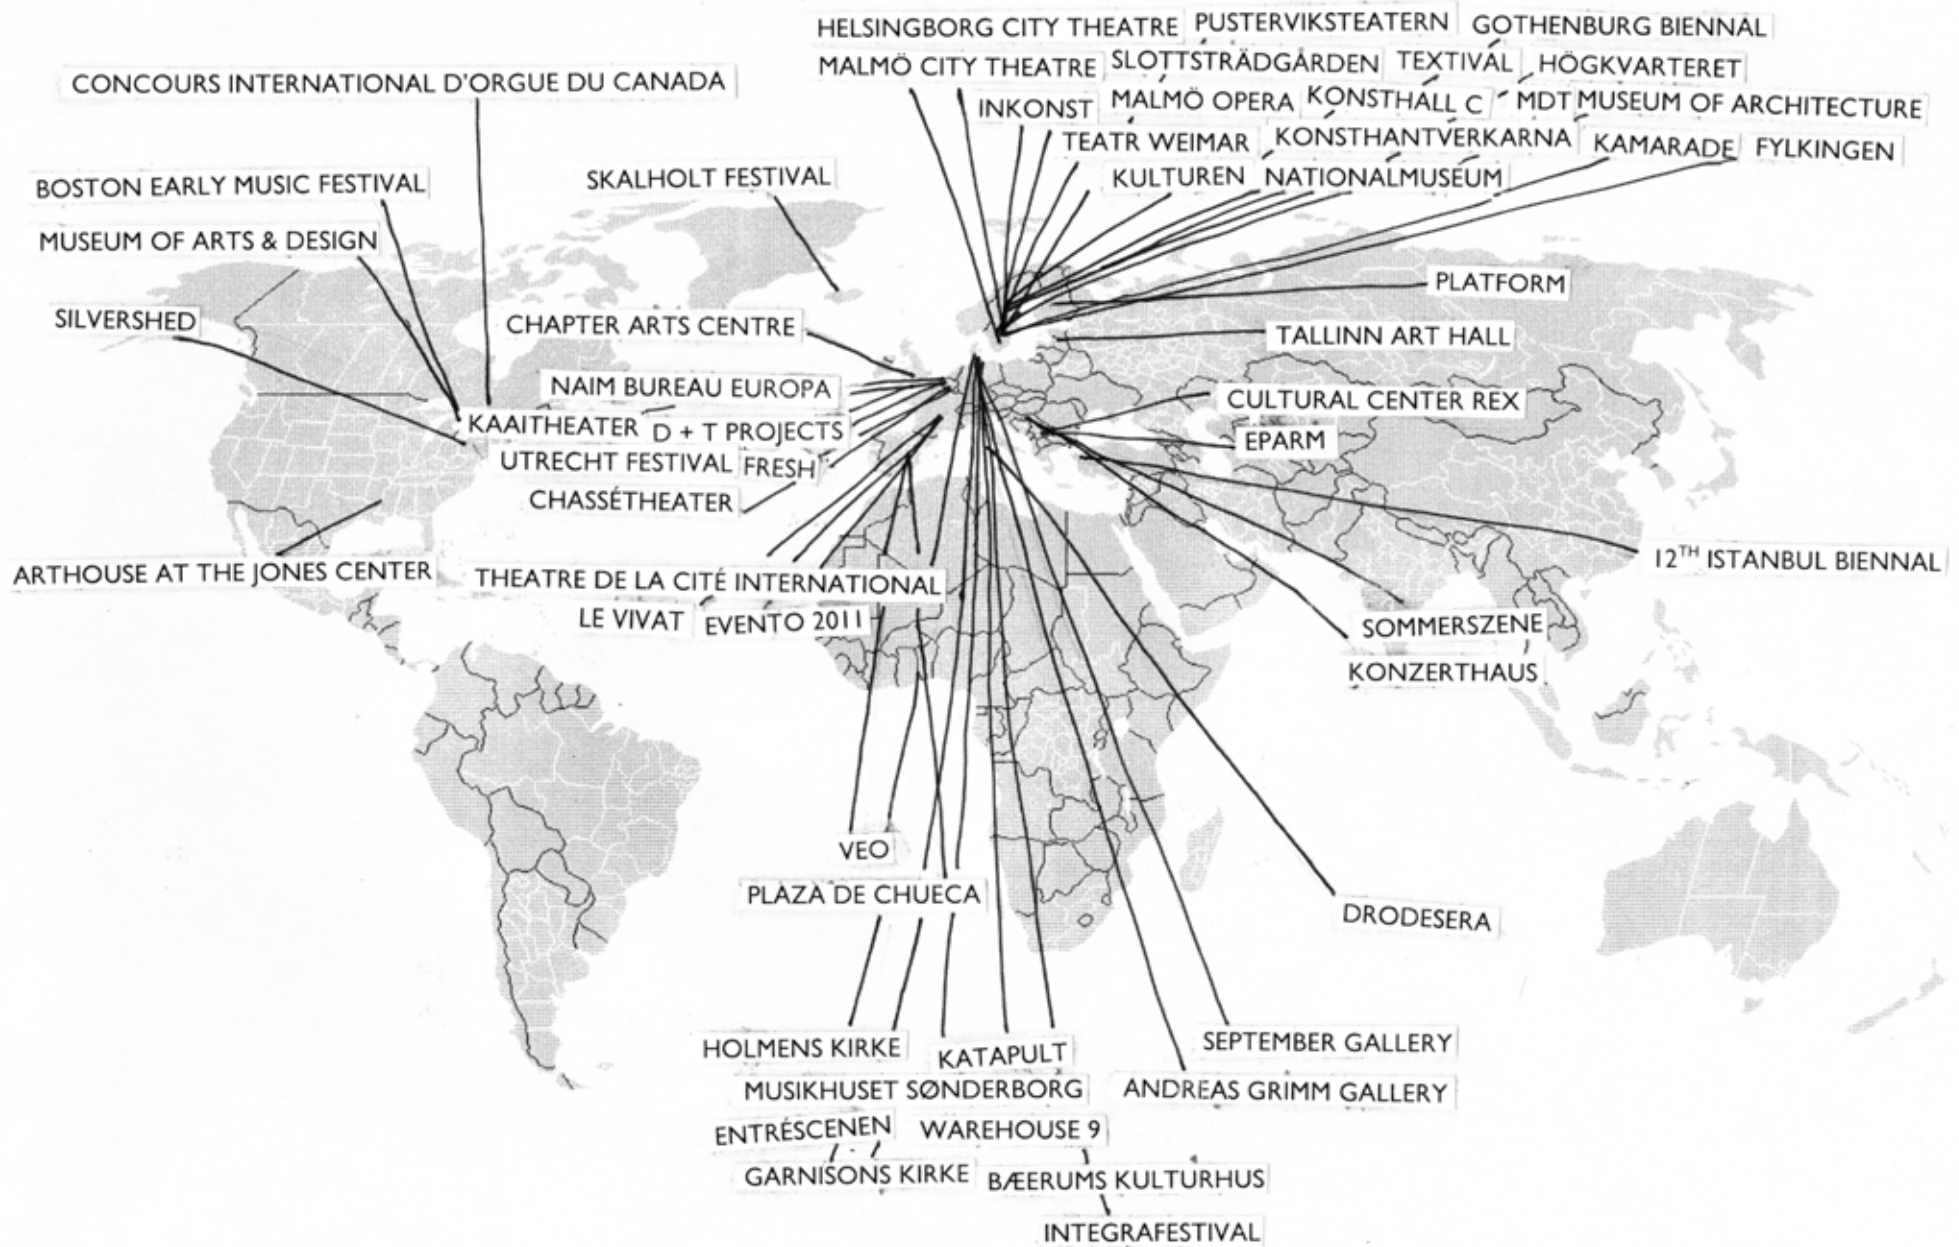 HELSINGBORG CITY THEATRE
PUSTERVIKSTEATERN
GOTHENBURG BIENNAL
MALMÖ CITY THEATRE
SLOTTSTRÄDGÅRDEN
TEXTIVAL
HÖGKVARTERET
CONCOURS INTERNATIONAL D'ORGUE DU CANADA
INKONST
MALMÖ OPERA
KONSTHALL C
MDT
MUSEUM OF ARCHITECTURE
TEATR WEIMAR
KONSTHANTVERKARNA
KAMARADE
FYLKINGEN
BOSTON EARLY MUSIC FESTIVAL
SKALHOLT FESTIVAL
KULTUREN
NATIONALMUSEUM
MUSEUM OF ARTS & DESIGN
PLATFORM
SILVERSHED
CHAPTER ARTS CENTRE
TALLINN ART HALL
NAIM BUREAU EUROPA
CULTURAL CENTER REX
KAAITHEATER
D + T PROJECTS
EPARM
UTRECHT FESTIVAL
FRESH
CHASSÉTHEATER
12TH ISTANBUL BIENNAL
ARTHOUSE AT THE JONES CENTER
THEATRE DE LA CITÉ INTERNATIONAL
LE VIVAT
EVENTO 2011
SOMMERSZENE
KONZERTHAUS
VEO
PLAZA DE CHUECA
DRODESERA
HOLMENS KIRKE
KATAPULT
SEPTEMBER GALLERY
MUSIKHUSET SØNDERBORG
ANDREAS GRIMM GALLERY
ENTRÉSCENEN
WAREHOUSE 9
GARNISONS KIRKE
BÆERUMS KULTURHUS
INTEGRAFESTIVAL